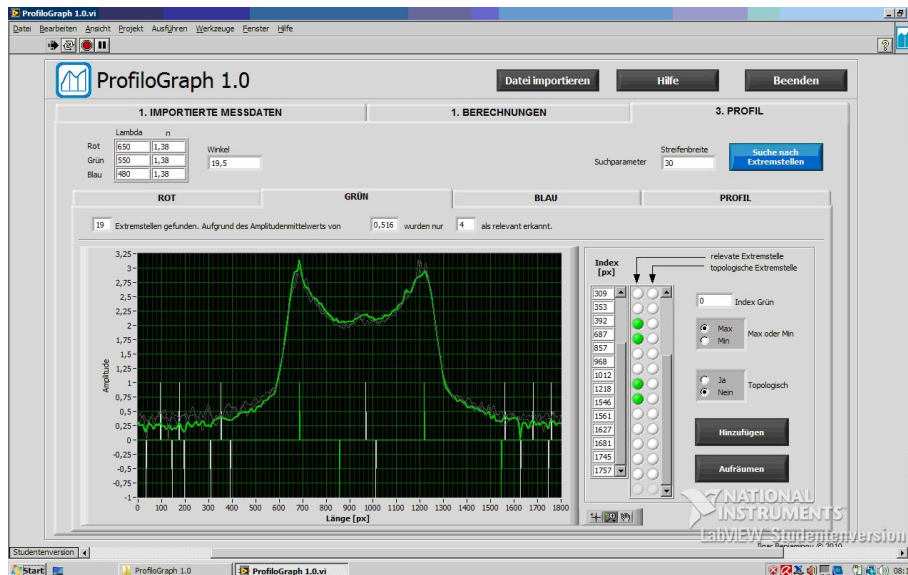 ProfiloGraph 1.0.vi
Datei Bearbeiten Ansicht Projekt Ausführen Werkzeuge Fenster Hilfe
ProfiloGraph 1.0
Datei importieren Hilfe Beenden
1. IMPORTIERTE MESSDATEN 1. BERECHNUNGEN 3. PROFIL
Lambda n
Rot 650 1,38
Grün 550 1,38
Blau 480 1,38
Winkel
19,5
Suchparameter
Streifenbreite
30
Suche nach
Extremstellen
ROT GRÜN BLAU PROFIL
19 Extremstellen gefunden. Aufgrund des Amplitudenmittelwerts von 0,516 wurden nur 4 als relevant erkannt.
3,25
3
2,75
2,5
2,25
2
1,75
1,5
1,25
1
0,75
0,5
0,25
0
-0,25
-0,5
-0,75
-1
Amplitude
0 100 200 300 400 500 600 700 800 900 1000 1100 1200 1300 1400 1500 1600 1700 1800
Länge [px]
Index
[px]
relevate Extremstelle
topologische Extremstelle
309
353
392
687
857
968
1012
1218
1546
1561
1627
1681
1745
1757
0 Index Grün
Max
Min
Max oder Min
Ja
Nein
Topologisch
Hinzufügen
Aufräumen
NATIONAL
INSTRUMENTS
LabVIEW Studentenversion
Studentenversion
Start ProfiloGraph 1.0 ProfiloGraph 1.0.vi